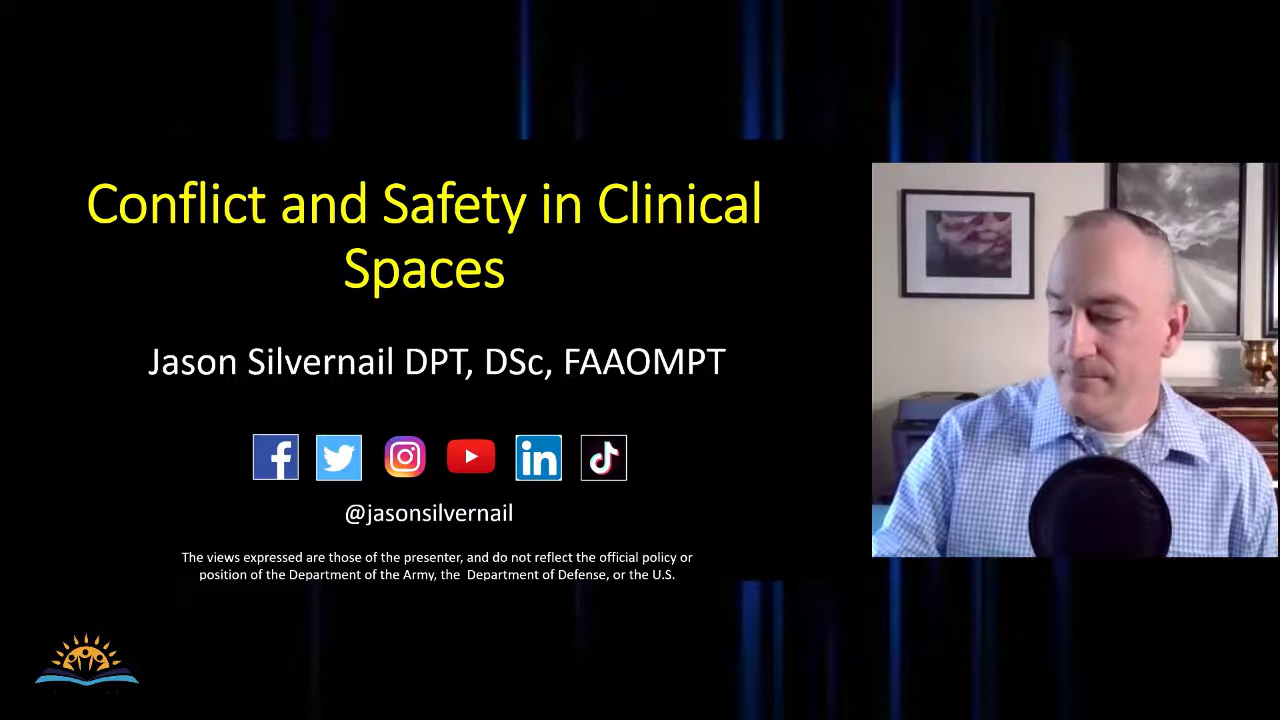 Conflict and Safety in Clinical
Spaces
Jason Silvernail DPT, DSc, FAAOMPT
@jasonsilvernail
The views expressed are those of the presenter, and do not reflect the official policy or
position of the Department of the Army, the Department of Defense, or the U.S.